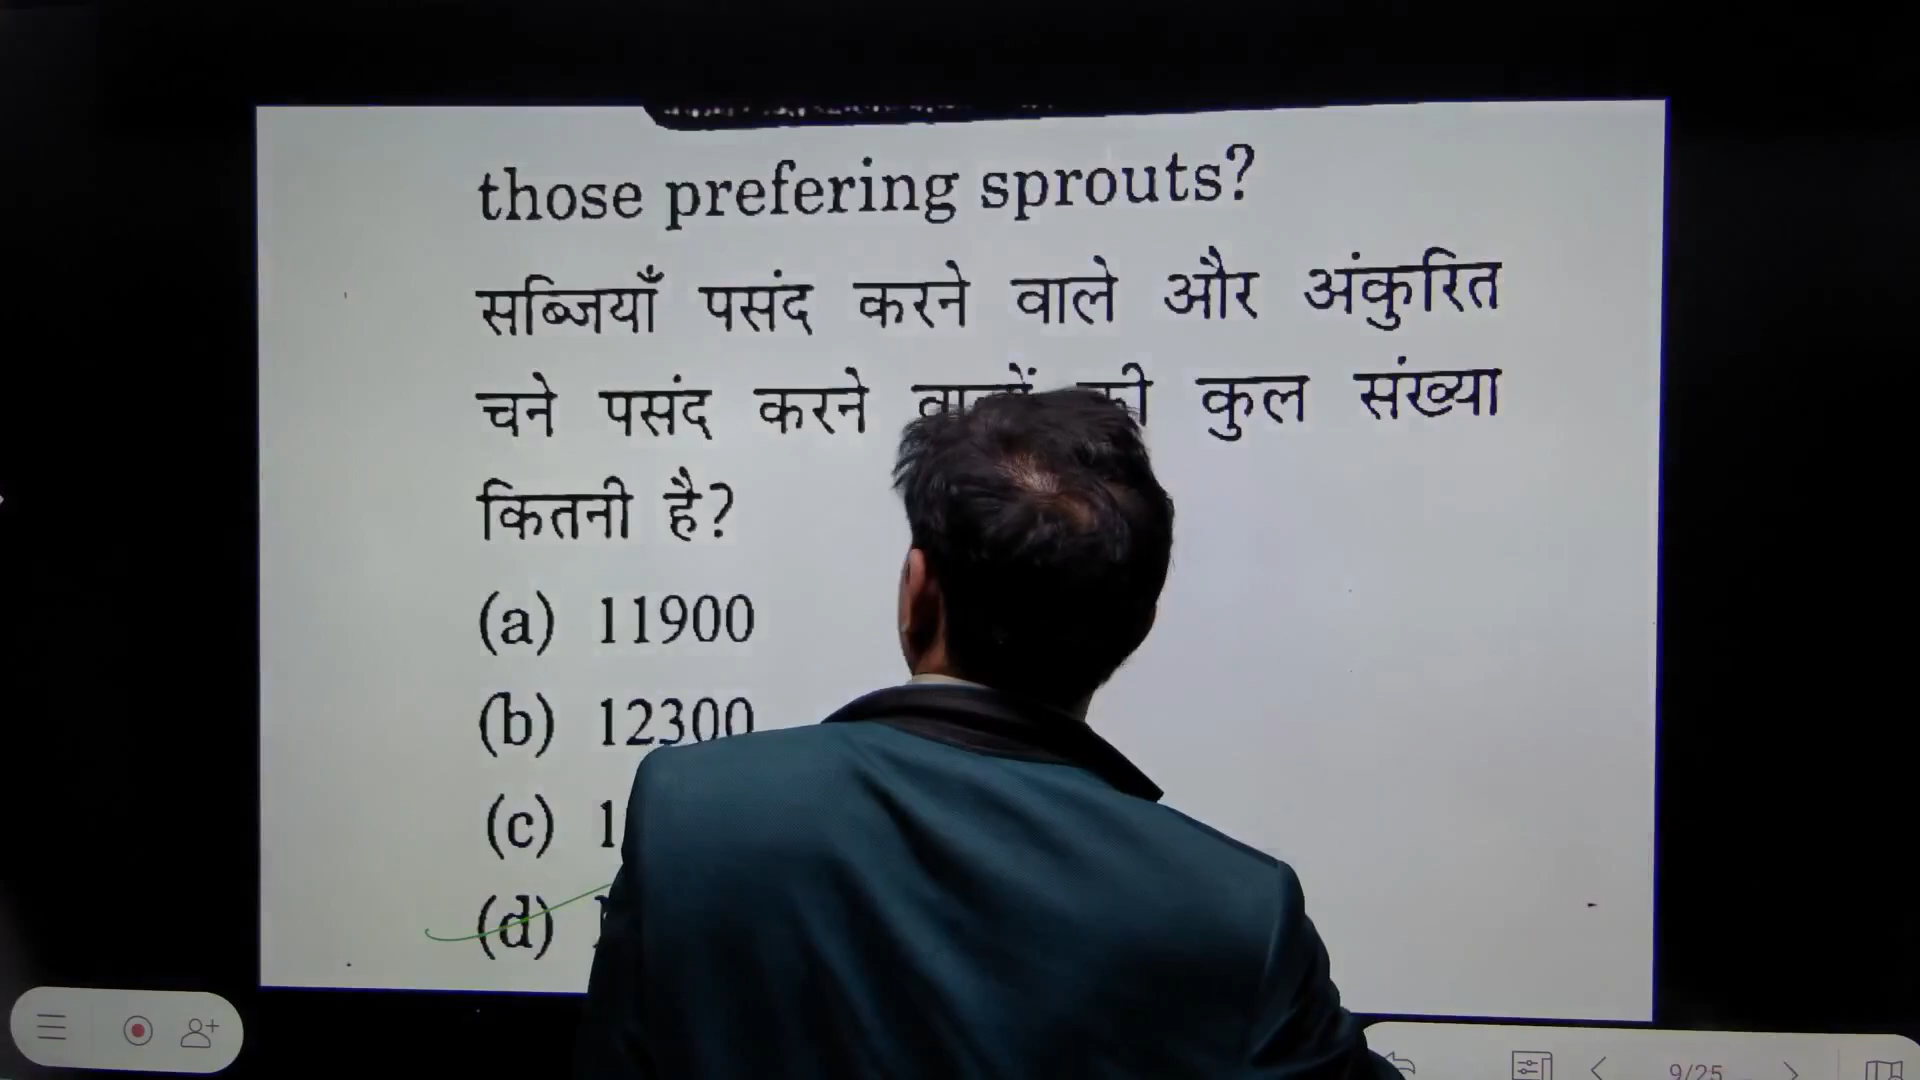 those prefering sprouts?
सब्जियाँ पसंद करने वाले और अंकुरित
चने पसंद करने की कुल संख्या
कितनी है?
(a) 11900
(b) 12300
(c)
(d)
9/25